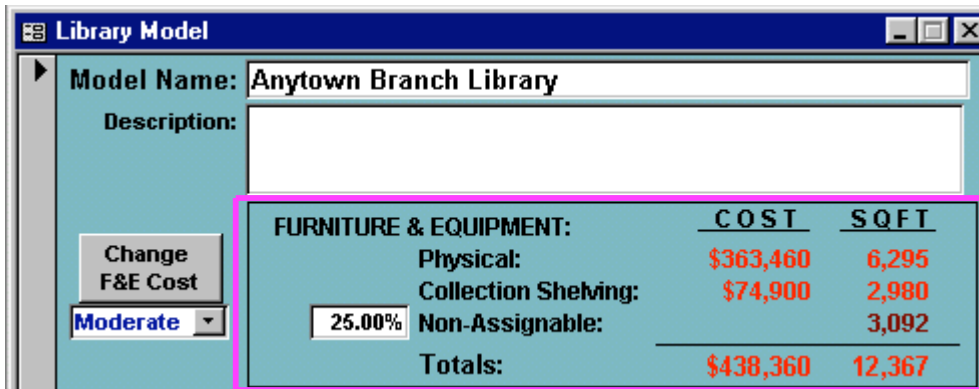 Library Model
Model Name: Anytown Branch Library
Description:
FURNITURE & EQUIPMENT: COST SQFT
Change
F&E Cost
Physical: $363,460 6,295
Collection Shelving: $74,900 2,980
Moderate 25.00% Non-Assignable: 3,092
Totals: $438,360 12,367